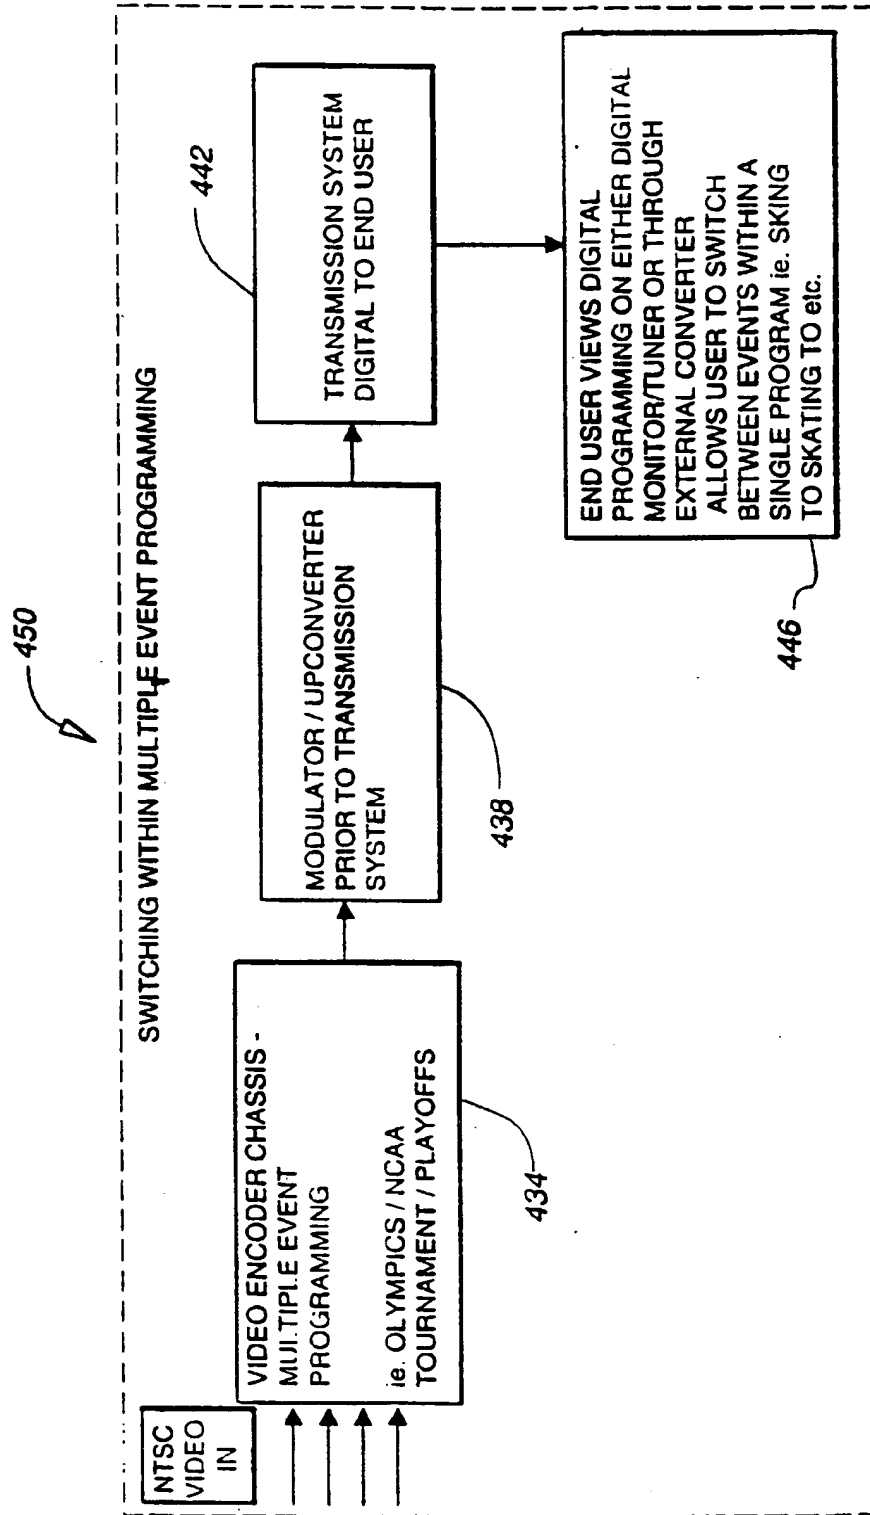 450
SWITCHING WITHIN MULTIPLE EVENT PROGRAMMING
NTSC
VIDEO
IN
VIDEO ENCODER CHASSIS -
MULTIPLE EVENT
PROGRAMMING
ie. OLYMPICS / NCAA
TOURNAMENT / PLAYOFFS
434
MODULATOR / UPCONVERTER
PRIOR TO TRANSMISSION
SYSTEM
438
442
TRANSMISSION SYSTEM
DIGITAL TO END USER
END USER VIEWS DIGITAL
PROGRAMMING ON EITHER DIGITAL
MONITOR/TUNER OR THROUGH
EXTERNAL CONVERTER
ALLOWS USER TO SWITCH
BETWEEN EVENTS WITHIN A
SINGLE PROGRAM ie. SKING
TO SKATING TO etc.
446